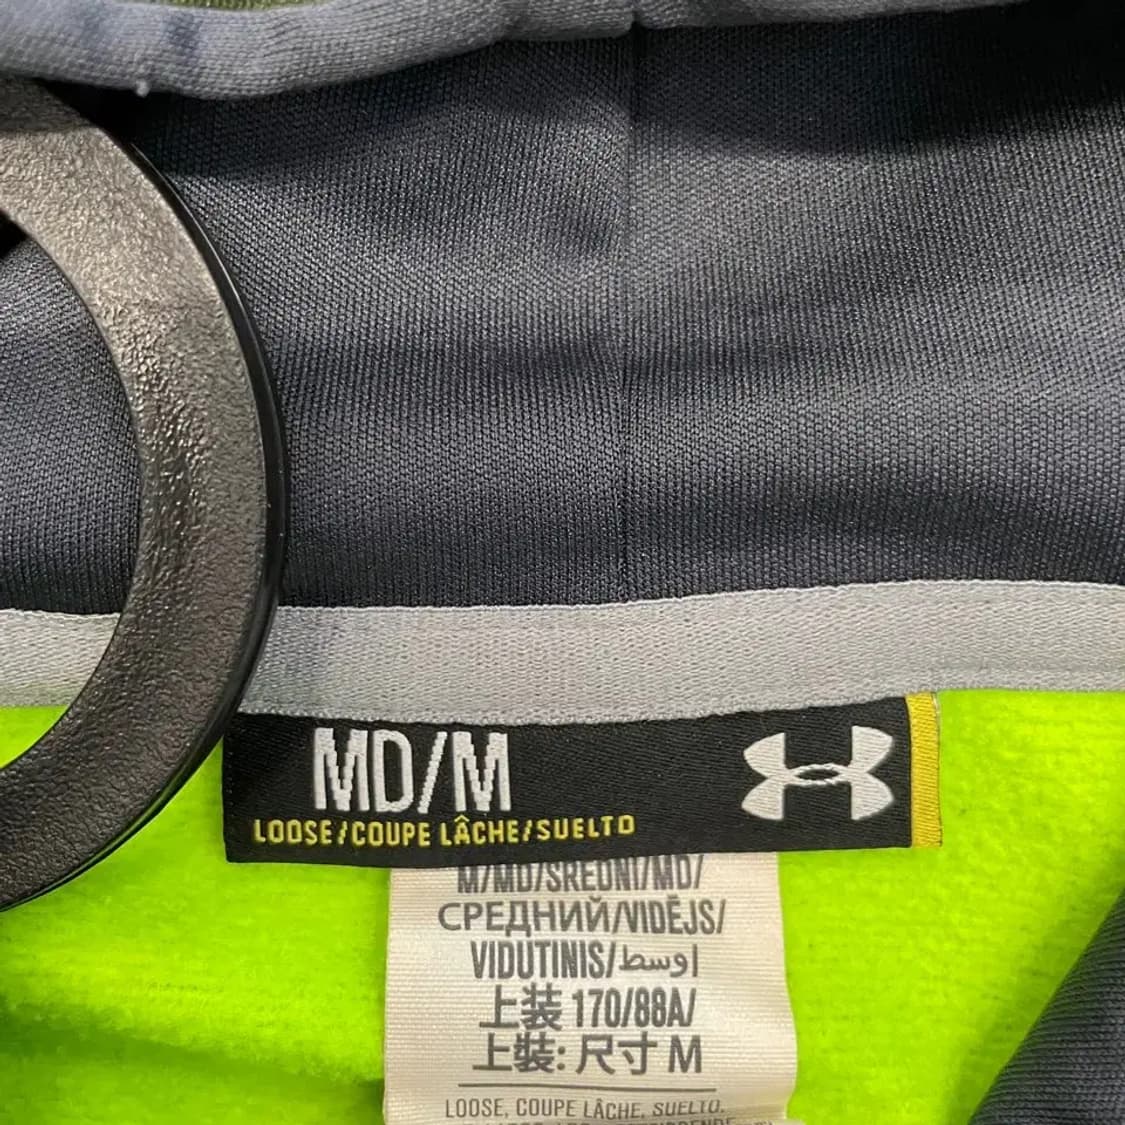 MD/M
LOOSE/COUPE LÂCHE/SUELTO
M/MD/SREDNI/MD/
СРЕДНИЙ/VIDĒJS/
VIDUTINIS/اوسط
上装 170/88A/
上裝: 尺寸 M
LOOSE, COUPE LÂCHE, SUELTO,